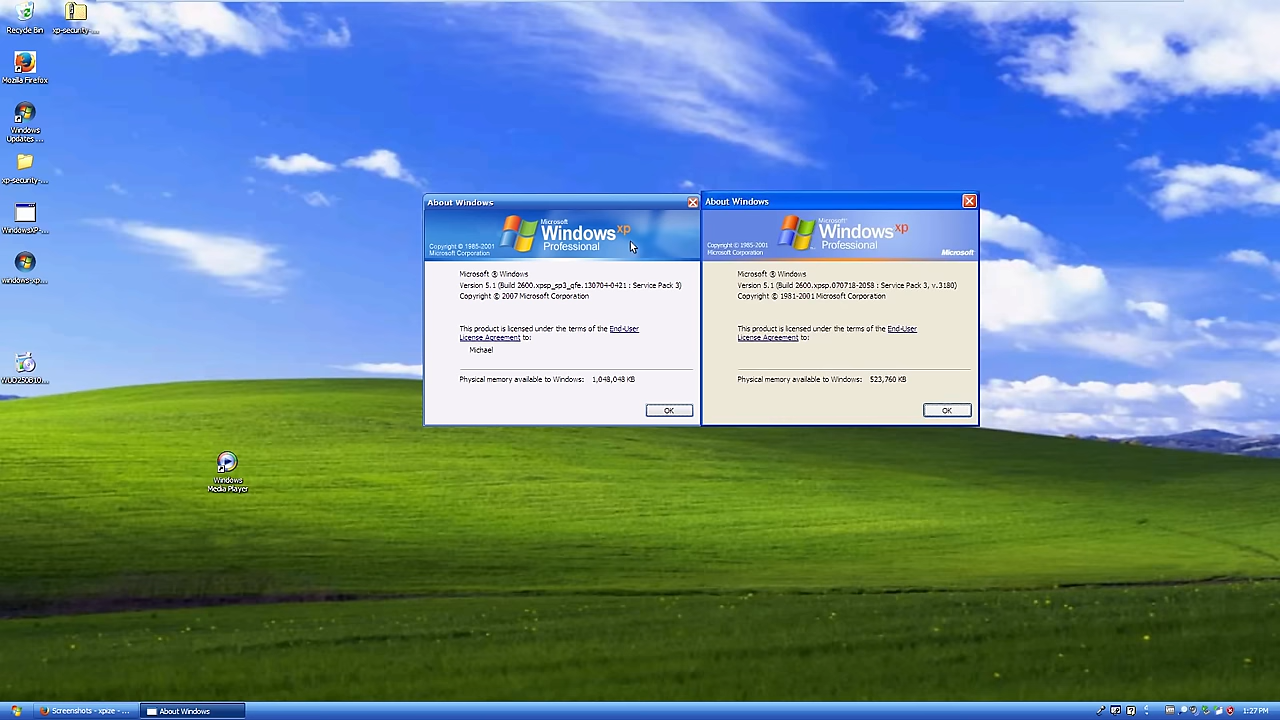 Recycle Bin
xp-security-...
Mozilla Firefox
Windows
Updates ...
xp-security-...
WindowsXP-...
windows-xp...
Windows
Media Player
About Windows
Microsoft
Windows xp
Professional
Copyright © 1985-2001
Microsoft Corporation
Microsoft ® Windows
Version 5.1 (Build 2600.xpsp_sp3_qfe.130704-0421 : Service Pack 3)
Copyright © 2007 Microsoft Corporation
This product is licensed under the terms of the End-User
License Agreement to:
Michael
Physical memory available to Windows: 1,048,048 KB
OK
About Windows
Microsoft
Windows xp
Professional
Copyright © 1985-2001
Microsoft Corporation
Microsoft
Microsoft ® Windows
Version 5.1 (Build 2600.xpsp.070718-2058 : Service Pack 3, v.3180)
Copyright © 1981-2001 Microsoft Corporation
This product is licensed under the terms of the End-User
License Agreement to:
Physical memory available to Windows: 523,760 KB
OK
Screenshots - xpize - ...
About Windows
1:27 PM